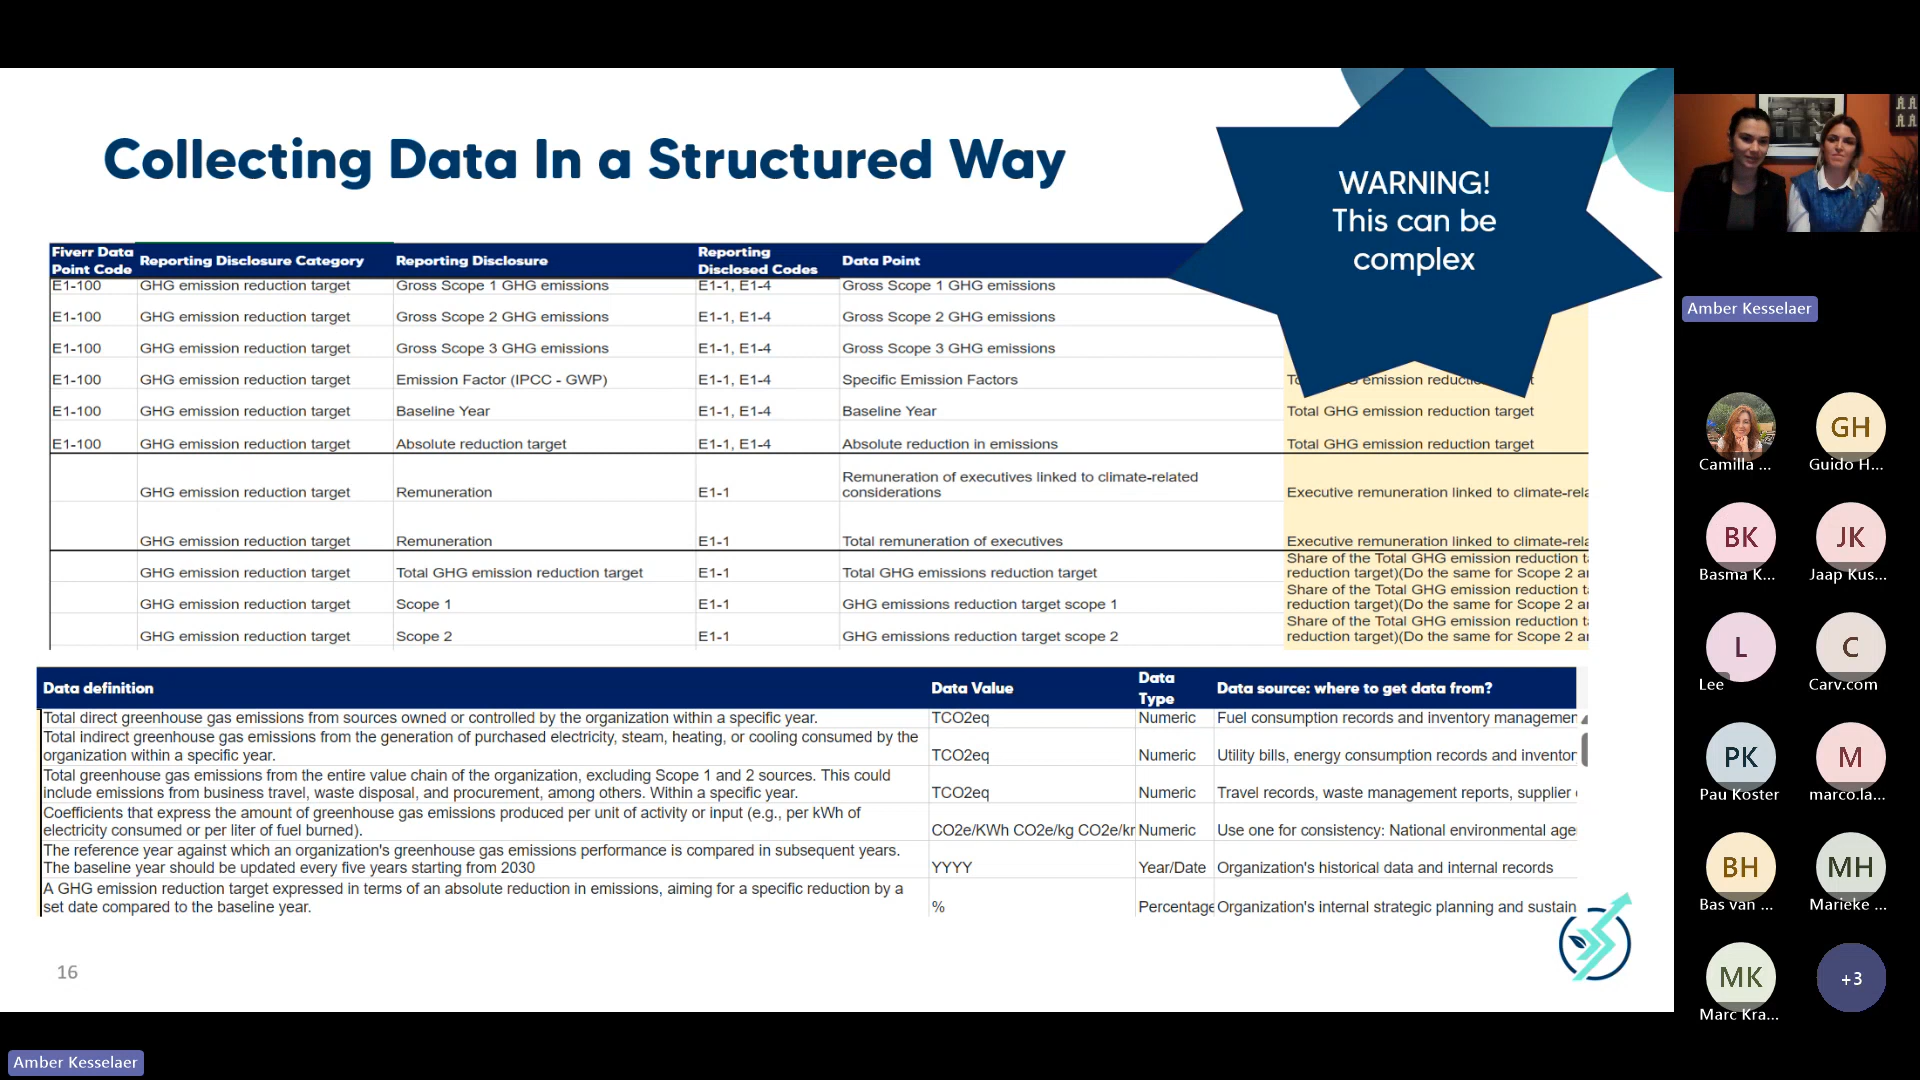 Collecting Data In a Structured Way
WARNING!
This can be
complex
Fiverr Data Point Code Reporting Disclosure Category Reporting Disclosure Reporting Disclosed Codes Data Point
E1-100 GHG emission reduction target Gross Scope 1 GHG emissions E1-1, E1-4 Gross Scope 1 GHG emissions
E1-100 GHG emission reduction target Gross Scope 2 GHG emissions E1-1, E1-4 Gross Scope 2 GHG emissions
E1-100 GHG emission reduction target Gross Scope 3 GHG emissions E1-1, E1-4 Gross Scope 3 GHG emissions
E1-100 GHG emission reduction target Emission Factor (IPCC - GWP) E1-1, E1-4 Specific Emission Factors emission
E1-100 GHG emission reduction target Baseline Year E1-1, E1-4 Baseline Year Total GHG emission reduction target
E1-100 GHG emission reduction target Absolute reduction target E1-1, E1-4 Absolute reduction in emissions Total GHG emission reduction target
GHG emission reduction target Remuneration E1-1 Remuneration of executives linked to climate-related considerations Executive remuneration linked to climate-rela
GHG emission reduction target Remuneration E1-1 Total remuneration of executives Executive remuneration linked to climate-rela
GHG emission reduction target Total GHG emission reduction target E1-1 Total GHG emissions reduction target Share of the Total GHG emission reduction ta reduction target)(Do the same for Scope 2 ar
GHG emission reduction target Scope 1 E1-1 GHG emissions reduction target scope 1 Share of the Total GHG emission reduction ta reduction target)(Do the same for Scope 2 ar
GHG emission reduction target Scope 2 E1-1 GHG emissions reduction target scope 2 Share of the Total GHG emission reduction ta reduction target)(Do the same for Scope 2 ar
Data definition Data Value Data Type Data source: where to get data from?
Total direct greenhouse gas emissions from sources owned or controlled by the organization within a specific year. TCO2eq Numeric Fuel consumption records and inventory managemen
Total indirect greenhouse gas emissions from the generation of purchased electricity, steam, heating, or cooling consumed by the
organization within a specific year. TCO2eq Numeric Utility bills, energy consumption records and inventor
Total greenhouse gas emissions from the entire value chain of the organization, excluding Scope 1 and 2 sources. This could
include emissions from business travel, waste disposal, and procurement, among others. Within a specific year. TCO2eq Numeric Travel records, waste management reports, supplier
Coefficients that express the amount of greenhouse gas emissions produced per unit of activity or input (e.g., per kWh of
electricity consumed or per liter of fuel burned). CO2e/KWh CO2e/kg CO2e/kr Numeric Use one for consistency: National environmental age
The reference year against which an organization's greenhouse gas emissions performance is compared in subsequent years.
The baseline year should be updated every five years starting from 2030 YYYY Year/Date Organization's historical data and internal records
A GHG emission reduction target expressed in terms of an absolute reduction in emissions, aiming for a specific reduction by a
set date compared to the baseline year. % Percentage Organization's internal strategic planning and sustain
16
Amber Kesselaer
Amber Kesselaer
Camilla ...
GH
Guido H...
BK
Basma K...
JK
Jaap Kus...
L
Lee
C
Carv.com
PK
Pau Koster
M
marco.la...
BH
Bas van ...
MH
Marieke ...
MK
Marc Kra...
+3